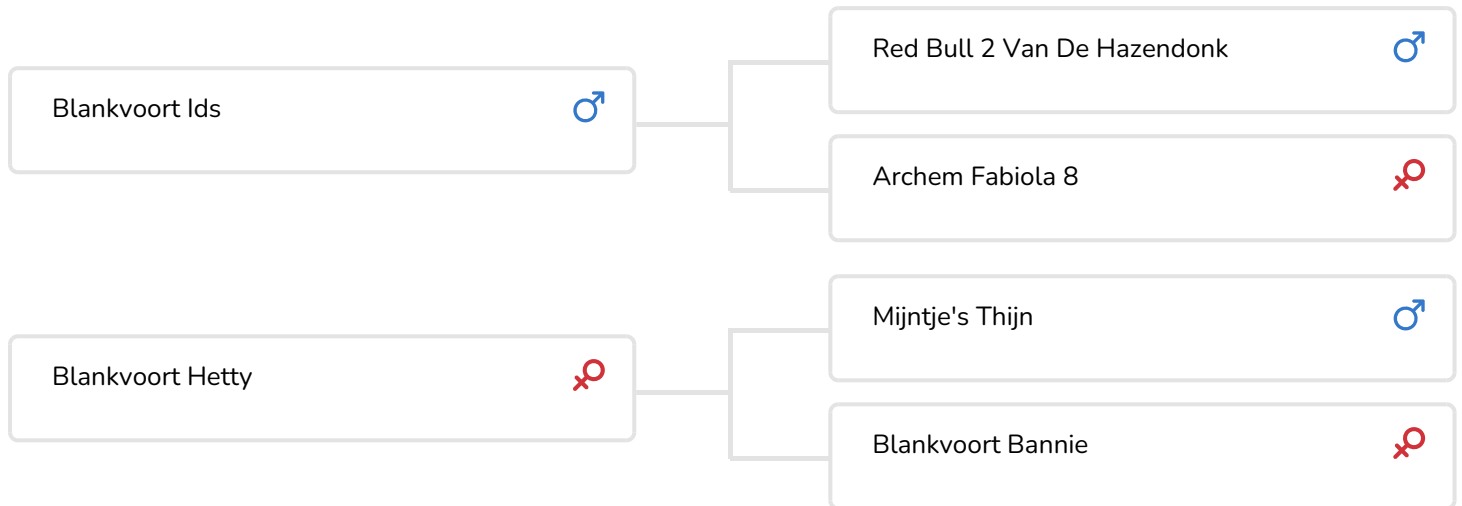 Red Bull 2 Van De Hazendonk
Blankvoort Ids
Archem Fabiola 8
Mijntje's Thijn
Blankvoort Hetty
Blankvoort Bannie